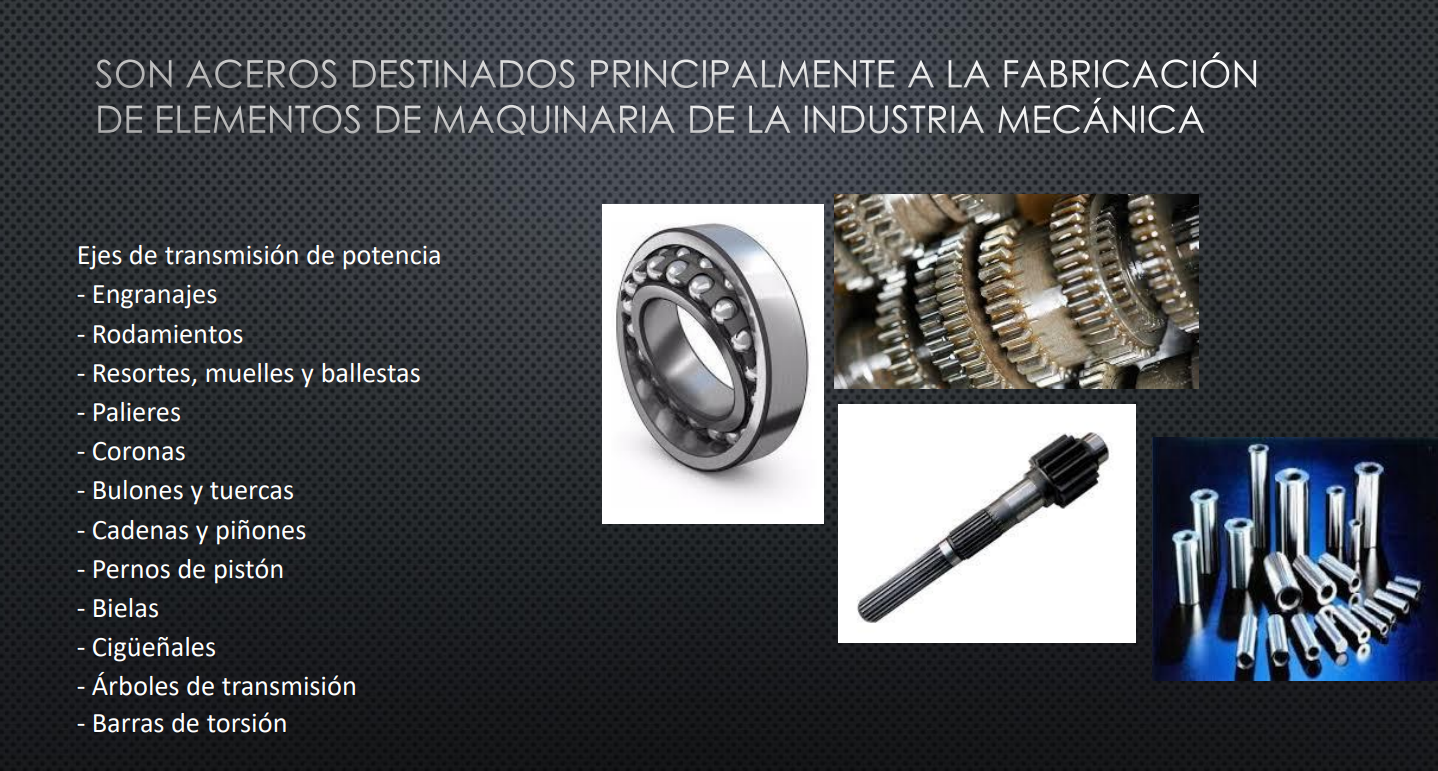 SON ACEROS DESTINADOS PRINCIPALMENTE A LA FABRICACIÓN
DE ELEMENTOS DE MAQUINARIA DE LA INDUSTRIA MECÁNICA
Ejes de transmisión de potencia
- Engranajes
- Rodamientos
- Resortes, muelles y ballestas
- Palieres
- Coronas
- Bulones y tuercas
- Cadenas y piñones
- Pernos de pistón
- Bielas
- Cigüeñales
- Árboles de transmisión
- Barras de torsión